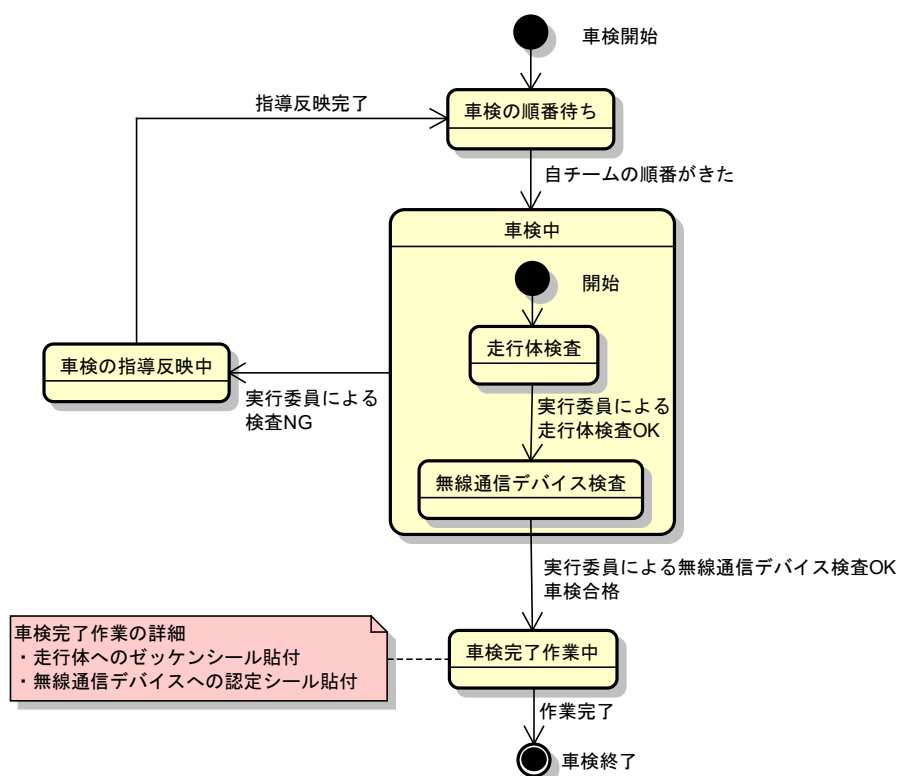 車検開始
指導反映完了
車検の順番待ち
自チームの順番がきた
車検中
開始
走行体検査
車検の指導反映中
実行委員による
検査NG
実行委員による
走行体検査OK
無線通信デバイス検査
実行委員による無線通信デバイス検査OK
車検合格
車検完了作業の詳細
・走行体へのゼッケンシール貼付
・無線通信デバイスへの認定シール貼付
車検完了作業中
作業完了
車検終了